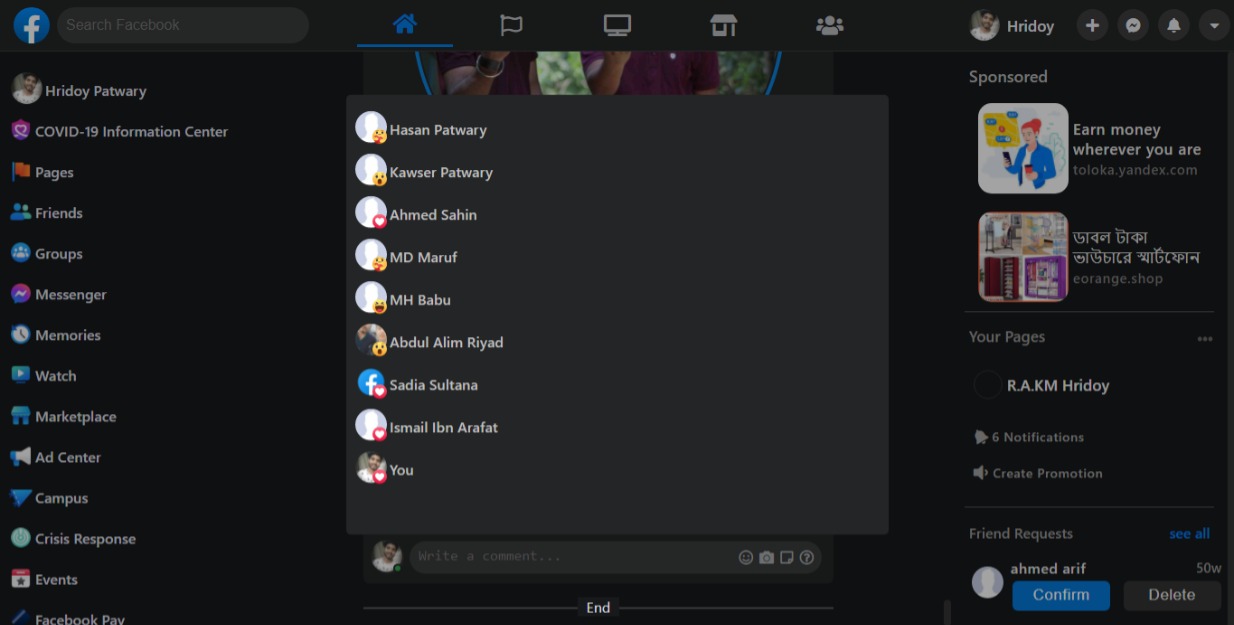 Search Facebook
Hridoy
Hridoy Patwary
COVID-19 Information Center
Pages
Friends
Groups
Messenger
Memories
Watch
Marketplace
Ad Center
Campus
Crisis Response
Events
Facebook Pay
Hasan Patwary
Kawser Patwary
Ahmed Sahin
MD Maruf
MH Babu
Abdul Alim Riyad
Sadia Sultana
Ismail Ibn Arafat
You
Write a comment...
End
Sponsored
Earn money
wherever you are
toloka.yandex.com
ডাবল টাকা
ভাউচারে স্মার্টফোন
eorange.shop
Your Pages
R.A.KM Hridoy
6 Notifications
Create Promotion
Friend Requests see all
ahmed arif 50w
Confirm Delete